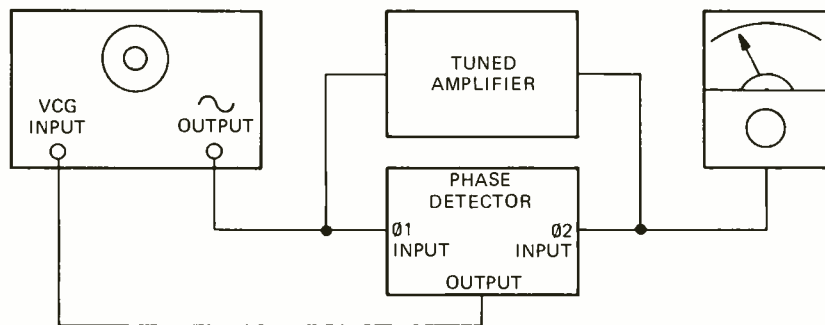 VCG
INPUT
OUTPUT
TUNED
AMPLIFIER
PHASE
DETECTOR
Ø1
INPUT
Ø2
INPUT
OUTPUT